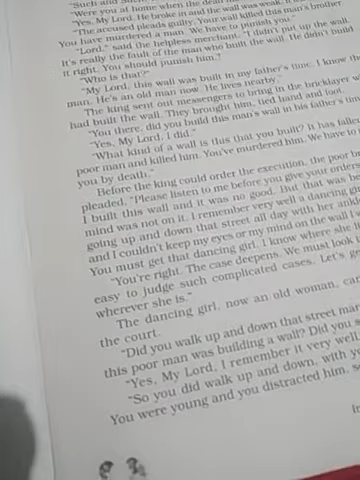 "Such and Such
"Were you at home when the dead
"Yes, My Lord. He broke in and the wall was weak.
"The accused pleads guilty. Your wall killed this man's brother.
You have murdered a man. We have to punish you."
"Lord," said the helpless merchant, "I didn't put up the wall.
It's really the fault of the man who built the wall. He didn't build
it right. You should punish him."
"Who is that?"
"My Lord, this wall was built in my father's time. I know the
man. He's an old man now. He lives nearby."
The king sent out messengers to bring in the bricklayer w
had built the wall. They brought him, tied hand and foot.
"You there, did you build this man's wall in his father's time
"Yes, My Lord, I did."
"What kind of a wall is this that you built? It has falle
poor man and killed him. You've murdered him. We have to
you by death."
Before the king could order the execution, the poor br
pleaded, "Please listen to me before you give your orders
I built this wall and it was no good. But that was be
mind was not on it. I remember very well a dancing g
going up and down that street all day with her ankle
and I couldn't keep my eyes or my mind on the wall I
You must get that dancing girl. I know where she li
"You're right. The case deepens. We must look
easy to judge such complicated cases. Let's ge
wherever she is."
The dancing girl, now an old woman, cam
the court.
"Did you walk up and down that street man
this poor man was building a wall? Did you s
"Yes, My Lord, I remember it very well.
"So you did walk up and down, with yo
You were young and you distracted him, s